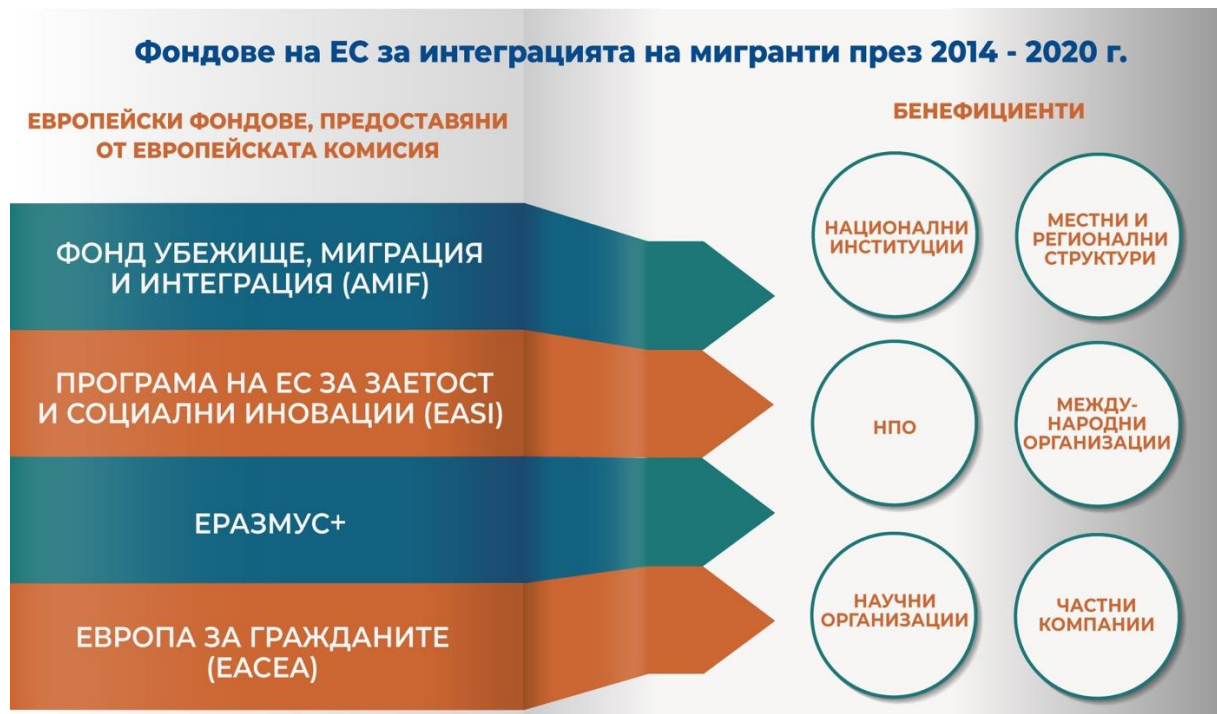 Фондове на ЕС за интеграцията на мигранти през 2014 - 2020 г.
ЕВРОПЕЙСКИ ФОНДОВЕ, ПРЕДОСТАВЯНИ
ОТ ЕВРОПЕЙСКАТА КОМИСИЯ
ФОНД УБЕЖИЩЕ, МИГРАЦИЯ
И ИНТЕГРАЦИЯ (AMIF)
ПРОГРАМА НА ЕС ЗА ЗАЕТОСТ
И СОЦИАЛНИ ИНОВАЦИИ (EASI)
ЕРАЗМУС+
ЕВРОПА ЗА ГРАЖДАНИТЕ
(EACEA)
БЕНЕФИЦИЕНТИ
НАЦИОНАЛНИ
ИНСТИТУЦИИ
МЕСТНИ И
РЕГИОНАЛНИ
СТРУКТУРИ
НПО
МЕЖДУ-
НАРОДНИ
ОРГАНИЗАЦИИ
НАУЧНИ
ОРГАНИЗАЦИИ
ЧАСТНИ
КОМПАНИИ